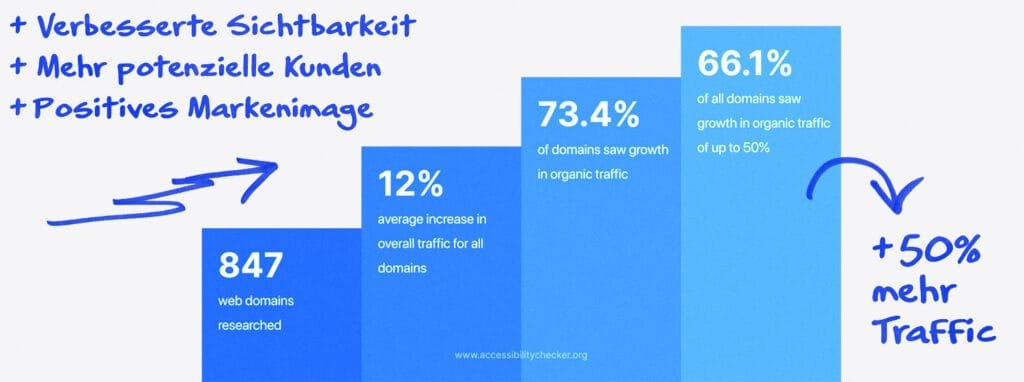 + Verbesserte Sichtbarkeit
+ Mehr potenzielle Kunden
+ Positives Markenimage
847
web domains
researched
12%
average increase in
overall traffic for all
domains
73.4%
of domains saw growth
in organic traffic
66.1%
of all domains saw
growth in organic traffic
of up to 50%
+50%
mehr
Traffic
www.accessibilitychecker.org